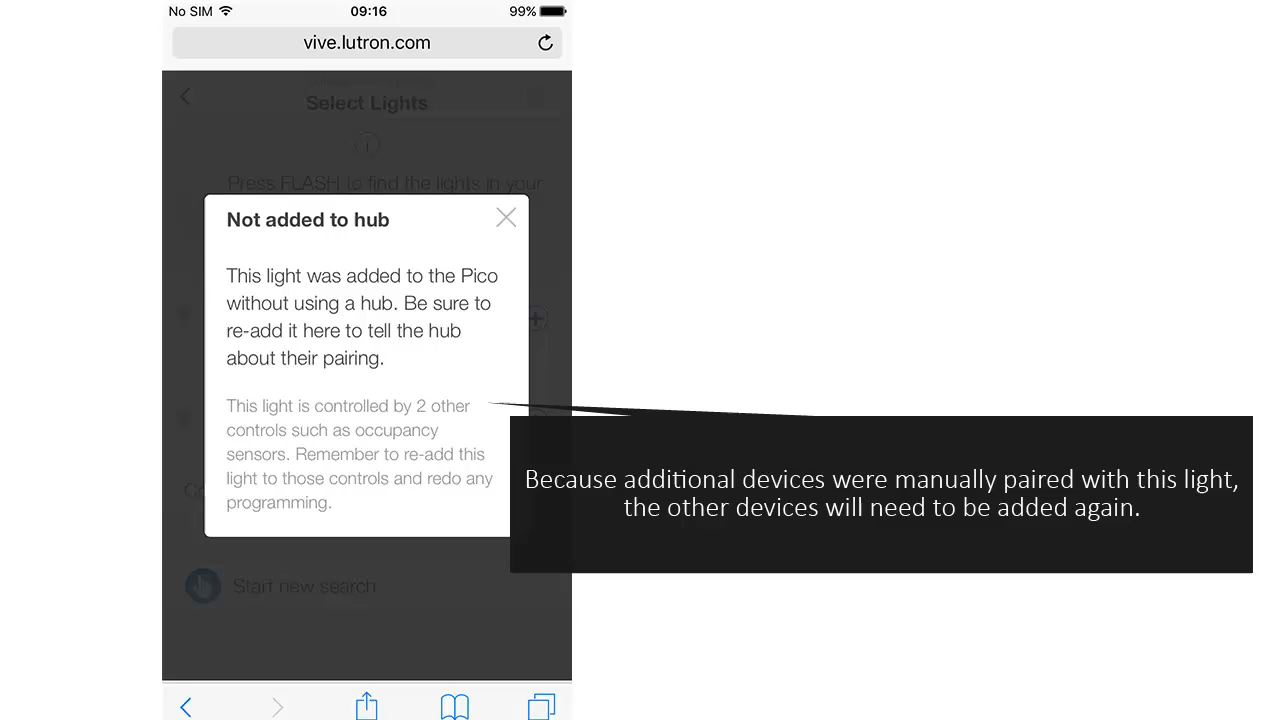 No SIM 09:16 99%
vive.lutron.com
Select Lights
Press FLASH to find the lights in your
Not added to hub
This light was added to the Pico
without using a hub. Be sure to
re-add it here to tell the hub
about their pairing.
This light is controlled by 2 other
controls such as occupancy
sensors. Remember to re-add this
light to those controls and redo any
programming.
Because additional devices were manually paired with this light,
the other devices will need to be added again.
Start new search